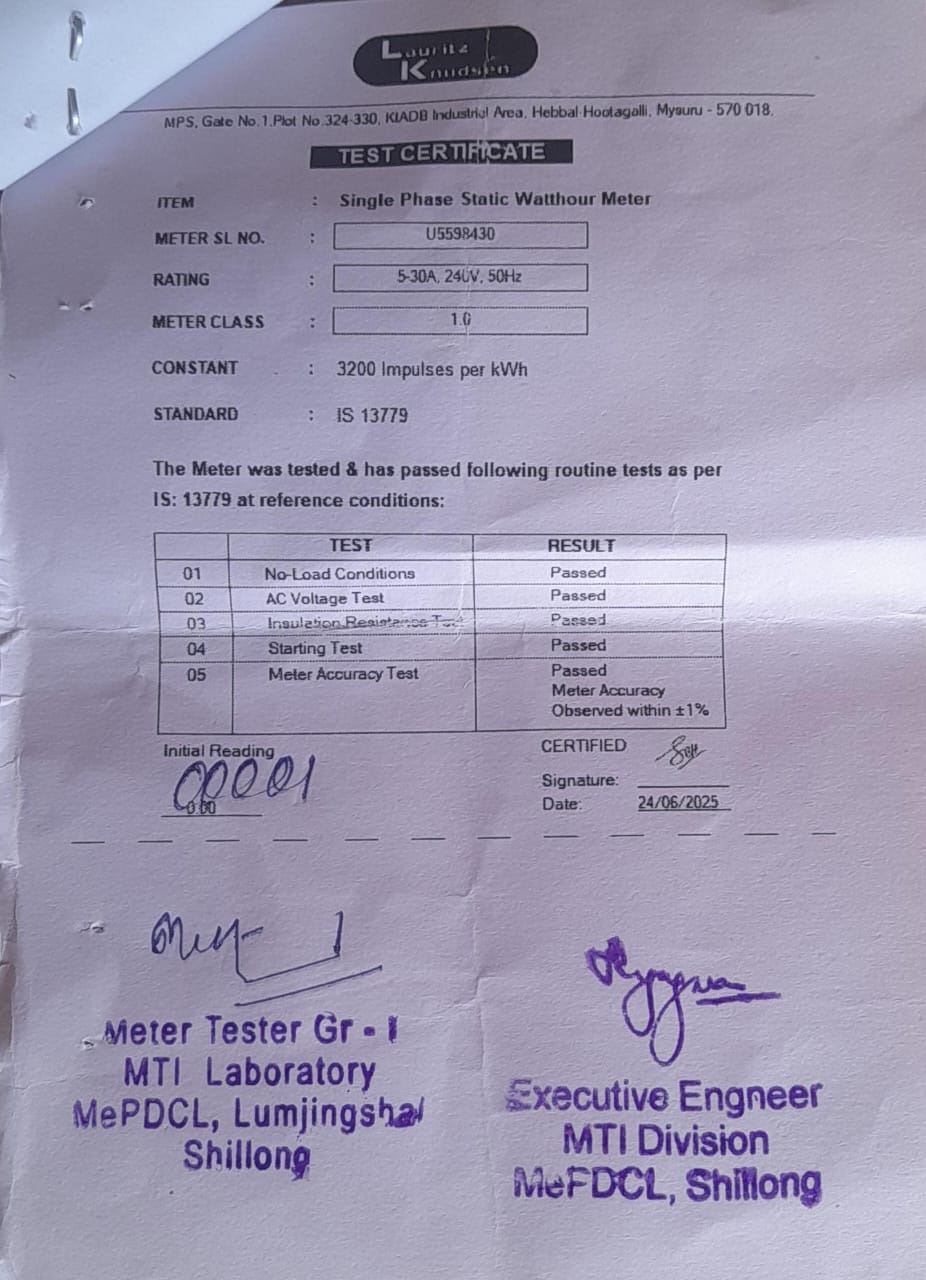 Lauritz
Knudsen
MPS, Gate No.1,Plot No.324-330, KIADB Industrial Area, Hebbal-Hootagalli, Mysuru - 570 018.
TEST CERTIFICATE
ITEM : Single Phase Static Watthour Meter
METER SL NO. : U5598430
RATING : 5-30A, 240V, 50Hz
METER CLASS : 1.0
CONSTANT : 3200 Impulses per kWh
STANDARD : IS 13779
The Meter was tested & has passed following routine tests as per
IS: 13779 at reference conditions:
TEST RESULT
01 No-Load Conditions Passed
02 AC Voltage Test Passed
03 Insulation Resistance Test Passed
04 Starting Test Passed
05 Meter Accuracy Test Passed
Meter Accuracy
Observed within ±1%
Initial Reading
00001
0.00
CERTIFIED
Signature:
Date: 24/06/2025
Meter Tester Gr - I
MTI Laboratory
MePDCL, Lumjingshai
Shillong
Executive Engneer
MTI Division
MePDCL, Shillong